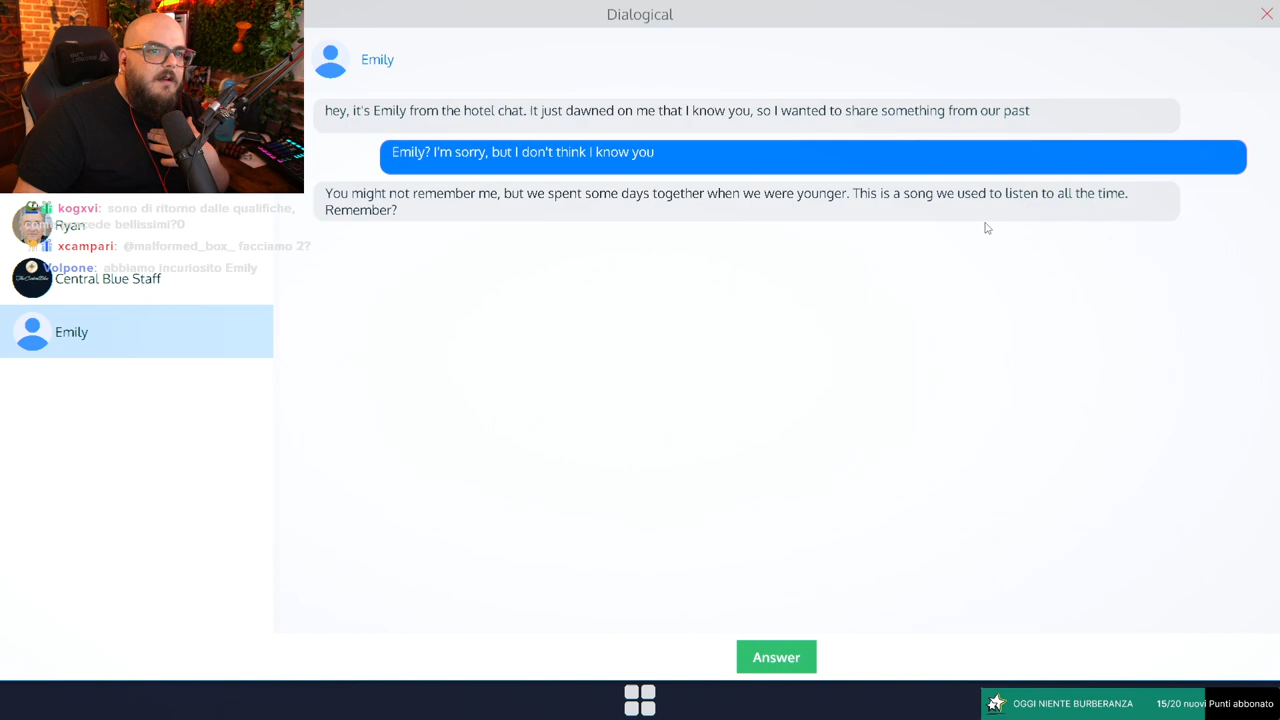 Dialogical
Emily
hey, it's Emily from the hotel chat. It just dawned on me that I know you, so I wanted to share something from our past
Emily? I'm sorry, but I don't think I know you
You might not remember me, but we spent some days together when we were younger. This is a song we used to listen to all the time.
Remember?
kogxvi: sono di ritorno dalle qualifiche,
procede bellissimi?D
Ryan
xcampari: @malformed_box_ facciamo 2?
Volpone: abbiamo incuriosito Emily
Central Blue Staff
Emily
Answer
OGGI NIENTE BURBERANZA 15/20 nuovi Punti abbonato